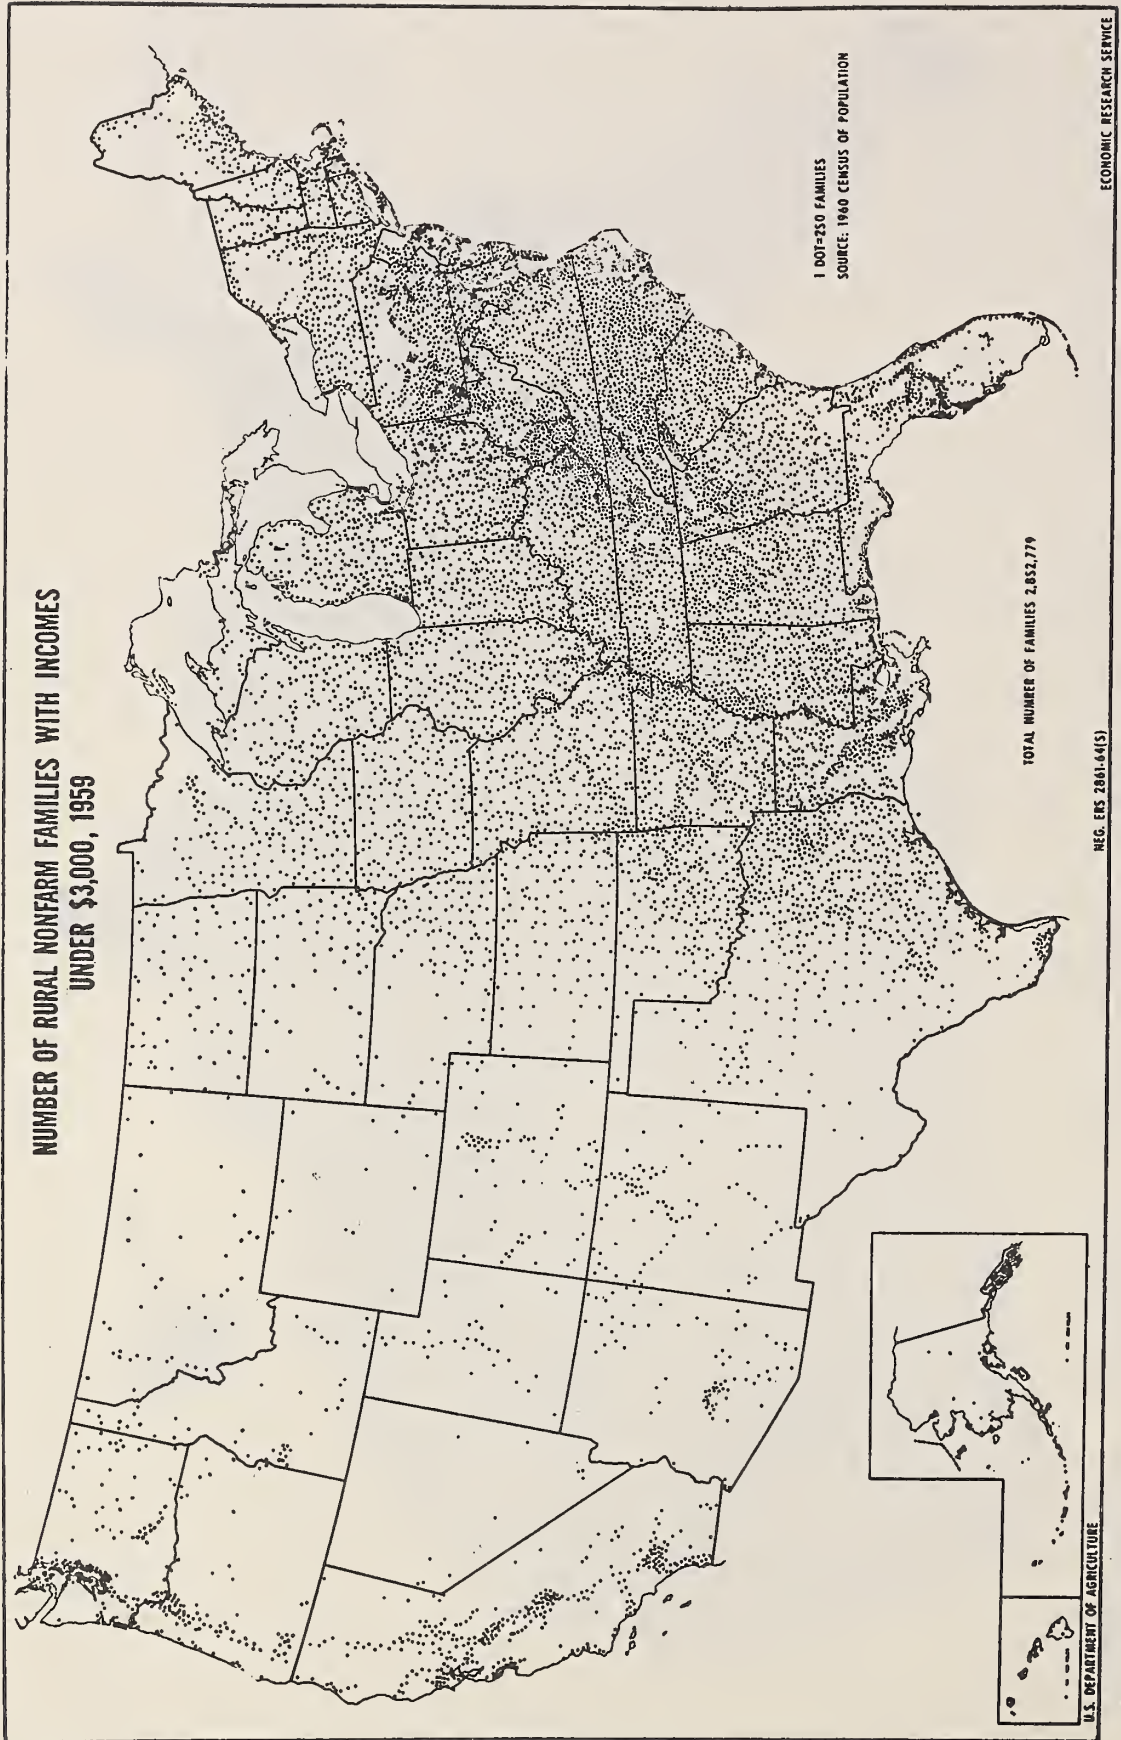 NUMBER OF RURAL NONFARM FAMILIES WITH INCOMES
UNDER $3,000, 1959
1 DOT=250 FAMILIES
SOURCE: 1960 CENSUS OF POPULATION
TOTAL NUMBER OF FAMILIES 2,852,779
U.S. DEPARTMENT OF AGRICULTURE
NEG. ERS 2861-64(5)
ECONOMIC RESEARCH SERVICE